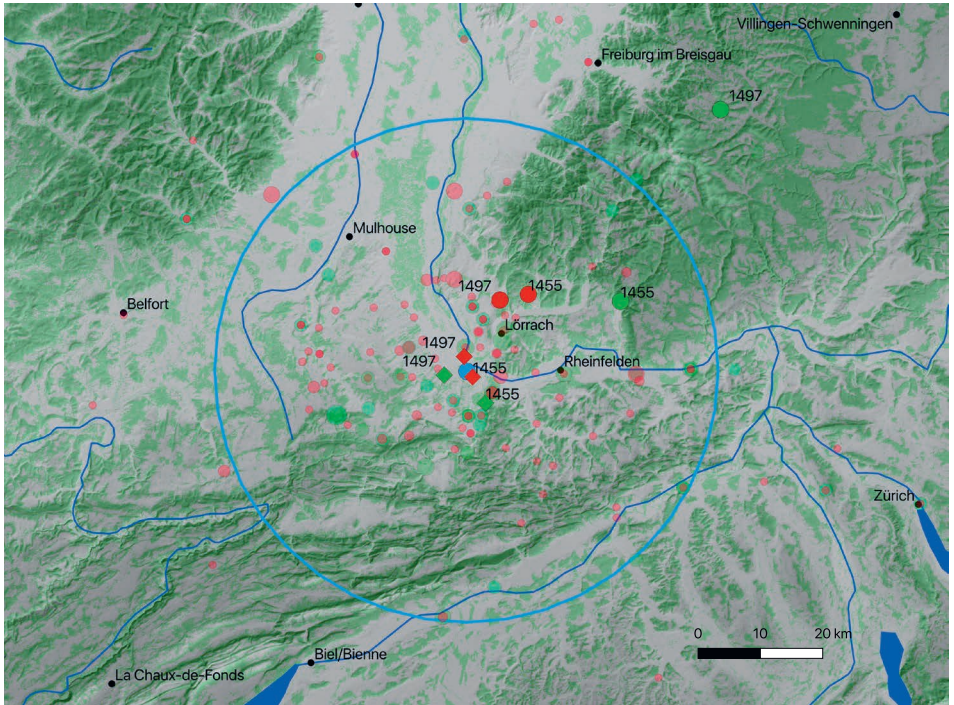 Villingen-Schwenningen
Freiburg im Breisgau
1497
Mulhouse
1497
1455
1455
Belfort
Lörrach
1497
1497
1455
Rheinfelden
1455
Zürich
0 10 20 km
Biel/Bienne
La Chaux-de-Fonds